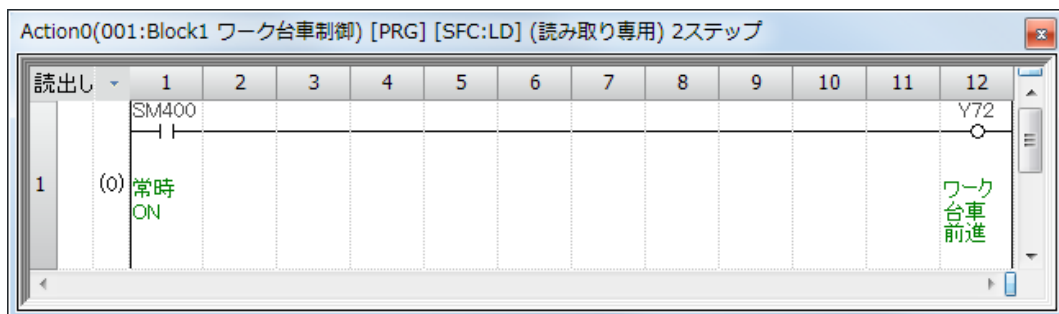 Action0(001:Block1 ワーク台車制御) [PRG] [SFC:LD] (読み取り専用) 2ステップ
読出し 1 2 3 4 5 6 7 8 9 10 11 12
SM400 Y72
1 (0) 常時 ワーク
ON 台車
前進